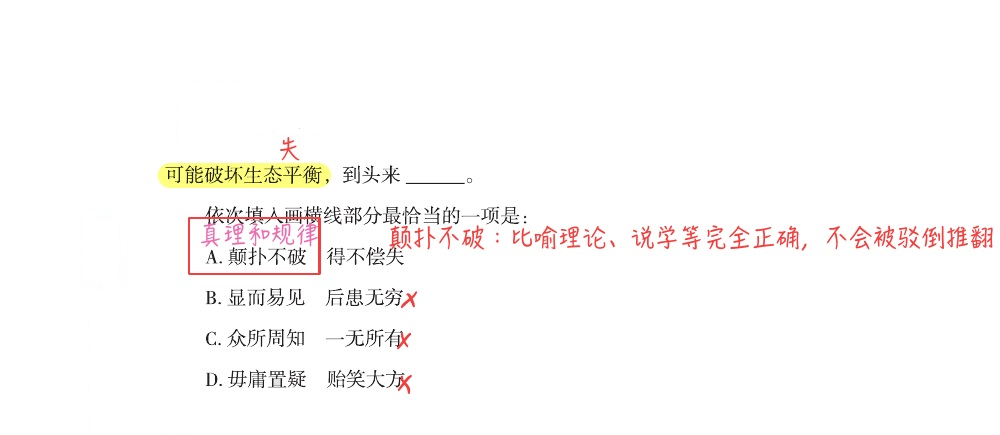 失
可能破坏生态平衡，到头来 ______。
依次填入画横线部分最恰当的一项是：
真理和规律
颠扑不破：比喻理论、说学等完全正确，不会被驳倒推翻
A. 颠扑不破 得不偿失
B. 显而易见 后患无穷
C. 众所周知 一无所有
D. 毋庸置疑 贻笑大方